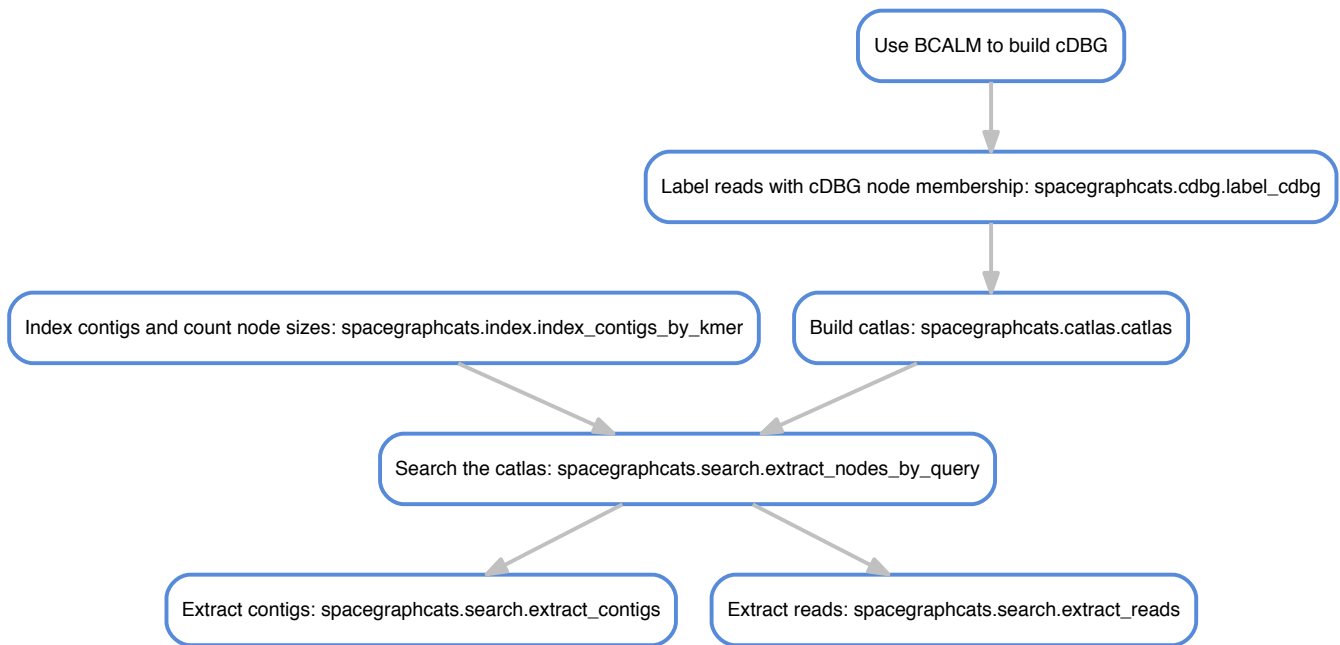 Use BCALM to build cDBG
Label reads with cDBG node membership: spacegraphcats.cdbg.label_cdbg
Index contigs and count node sizes: spacegraphcats.index.index_contigs_by_kmer
Build catlas: spacegraphcats.catlas.catlas
Search the catlas: spacegraphcats.search.extract_nodes_by_query
Extract contigs: spacegraphcats.search.extract_contigs
Extract reads: spacegraphcats.search.extract_reads